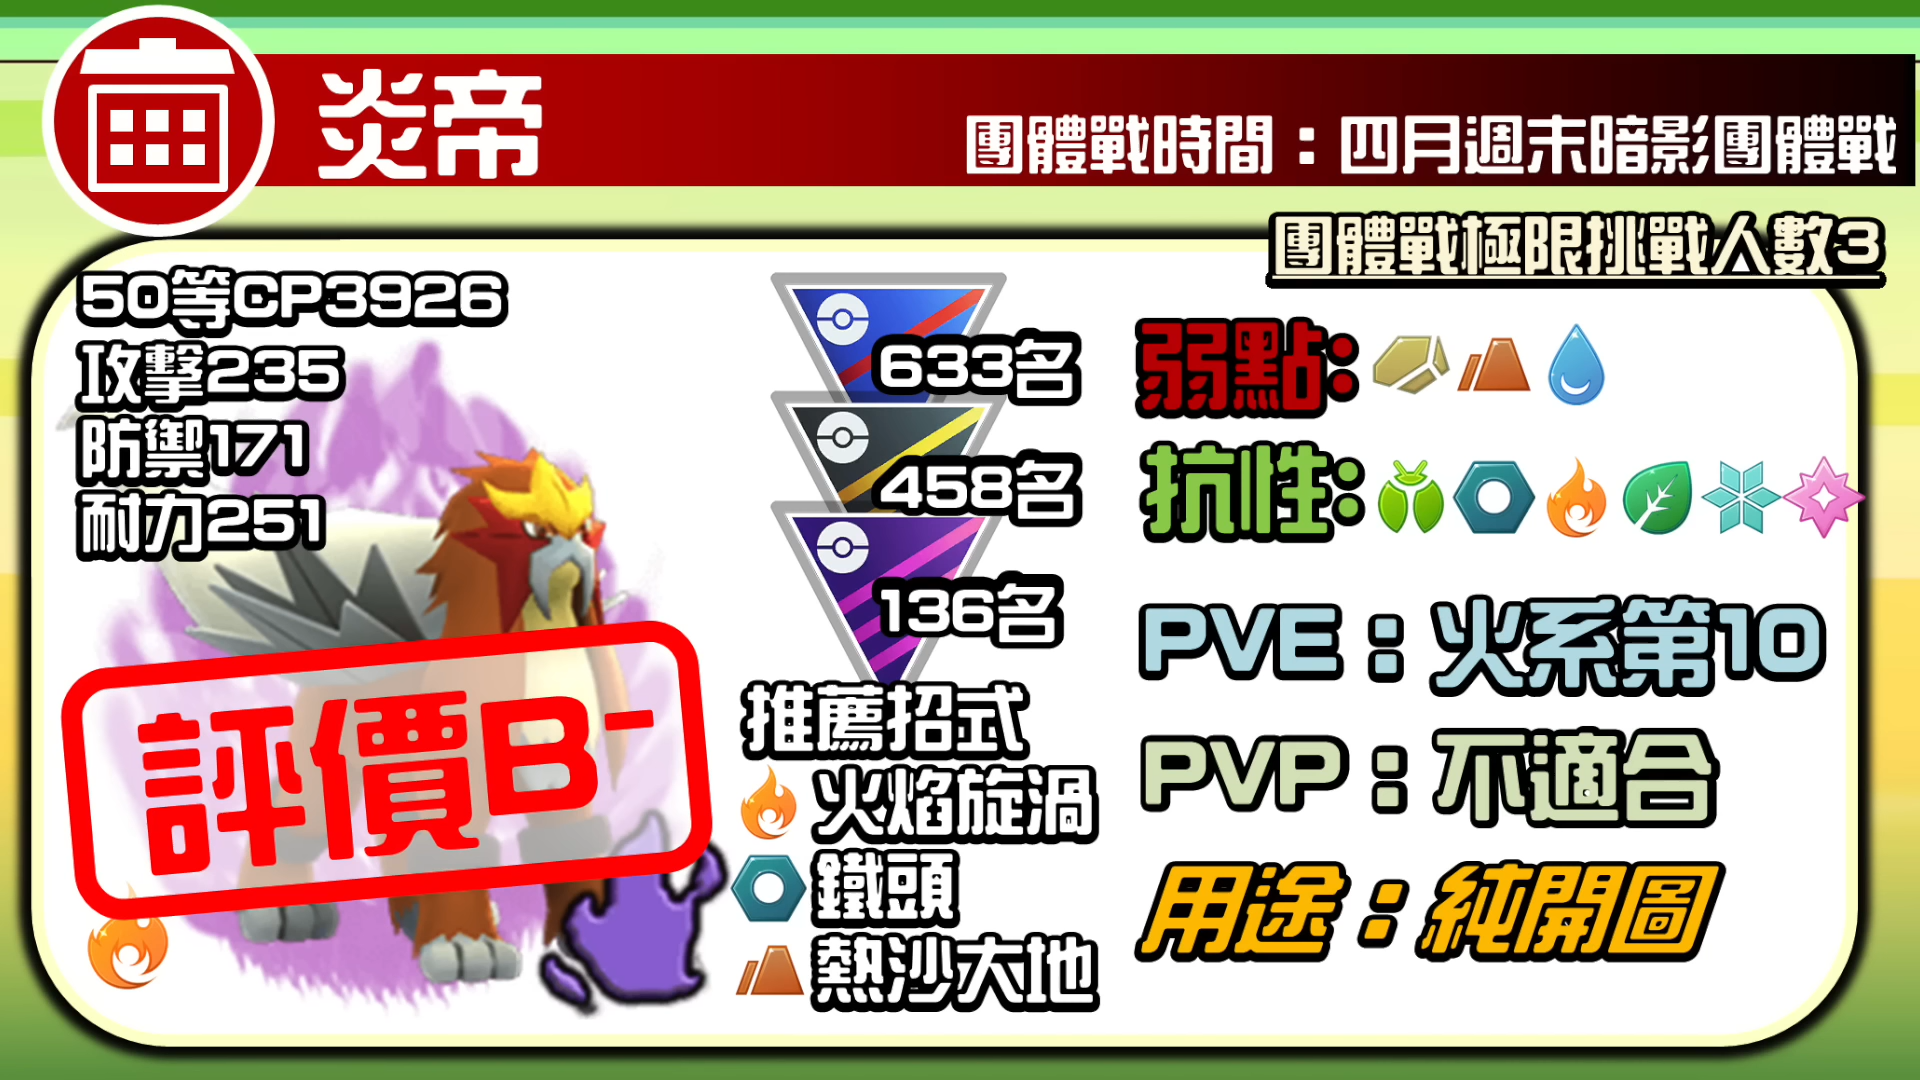 炎帝
團體戰時間：四月週末暗影團體戰
團體戰極限挑戰人數3
50等CP3926
攻擊235
防禦171
耐力251
633名
458名
136名
弱點:
抗性:
PVE：火系第10
PVP：不適合
用途：純開圖
評價B-
推薦招式
火焰旋渦
鐵頭
熱沙大地